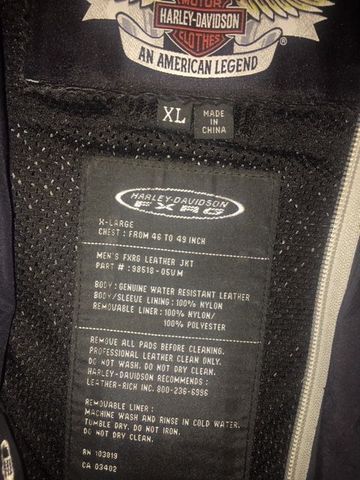 MOTOR
HARLEY-DAVIDSON
CLOTHES
AN AMERICAN LEGEND
®
XL
MADE
IN
CHINA
HARLEY-DAVIDSON
FXRG
X-LARGE
CHEST: FROM 46 TO 49 INCH
MEN'S FXRG LEATHER JKT
PART #:98518-05VM
BODY: GENUINE WATER RESISTANT LEATHER
BODY/SLEEVE LINING:100% NYLON
REMOVABLE LINER:100% NYLON/
100% POLYESTER
REMOVE ALL PADS BEFORE CLEANING.
PROFESSIONAL LEATHER CLEAN ONLY.
DO NOT WASH. DO NOT DRY CLEAN.
HARLEY-DAVIDSON RECOMMENDS:
LEATHER-RICH INC. 800-236-6996
REMOVABLE LINER:
MACHINE WASH AND RINSE IN COLD WATER.
TUMBLE DRY. DO NOT IRON.
DO NOT DRY CLEAN.
RN 103819
CA 03402